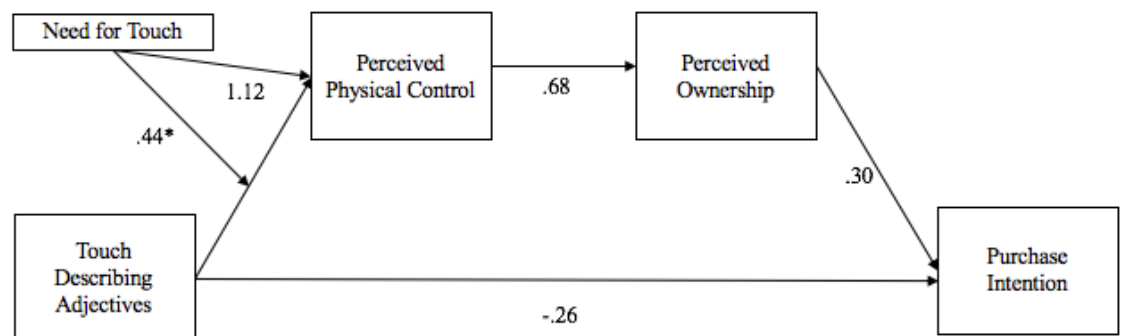 Need for Touch
Perceived
Physical Control
Perceived
Ownership
1.12
.68
.44*
.30
Touch
Describing
Adjectives
Purchase
Intention
-.26